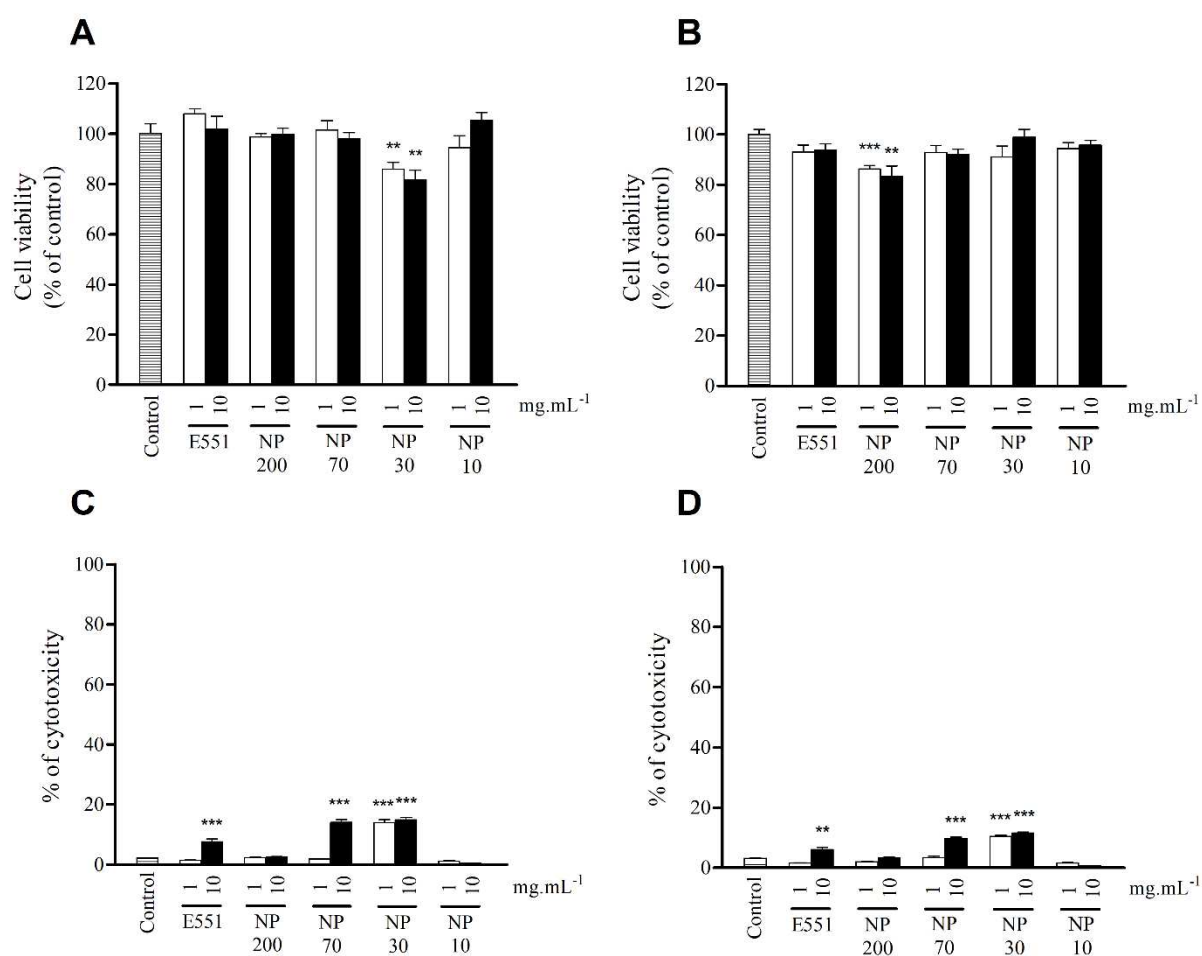 A
120
100
80
60
40
20
0
Cell viability
(% of control)
** **
Control
1 10 1 10 1 10 1 10 1 10 mg.mL-1
E551 NP NP NP NP
200 70 30 10
B
120
100
80
60
40
20
0
Cell viability
(% of control)
*** **
Control
1 10 1 10 1 10 1 10 1 10 mg.mL-1
E551 NP NP NP NP
200 70 30 10
C
100
80
60
40
20
0
% of cytotoxicity
*** *** *** ***
Control
1 10 1 10 1 10 1 10 1 10 mg.mL-1
E551 NP NP NP NP
200 70 30 10
D
100
80
60
40
20
0
% of cytotoxicity
** *** *** ***
Control
1 10 1 10 1 10 1 10 1 10 mg.mL-1
E551 NP NP NP NP
200 70 30 10